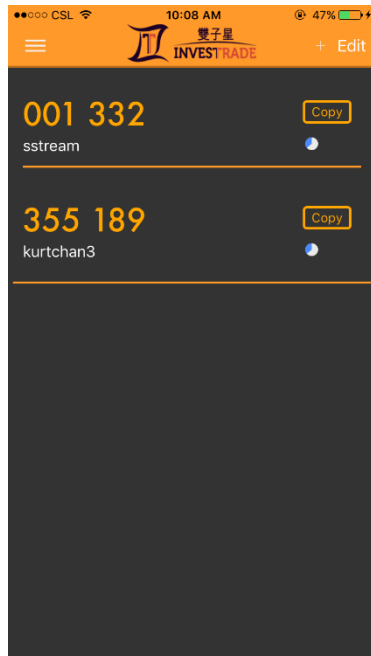 CSL 10:08 AM 47%
雙子星
INVESTRADE
+ Edit
001 332
Copy
sstream
355 189
Copy
kurtchan3